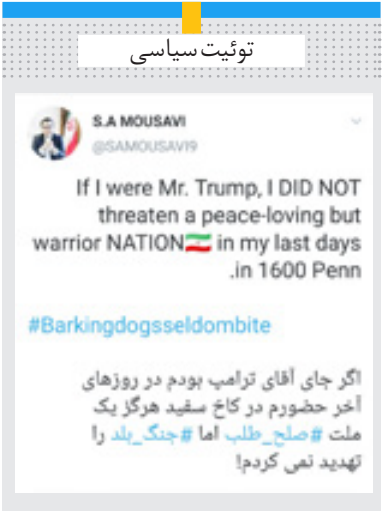 توئیت سیاسی
S.A MOUSAVI
@SAMOUSAVI9
If I were Mr. Trump, I DID NOT
threaten a peace-loving but
warrior NATION🇮🇷 in my last days
in 1600 Penn.
#Barkingdogsseldombite
اگر جای آقای ترامپ بودم در روزهای
آخر حضورم در کاخ سفید هرگز یک
ملت #صلح_طلب اما #جنگ_بلد را
تهدید نمی کردم!